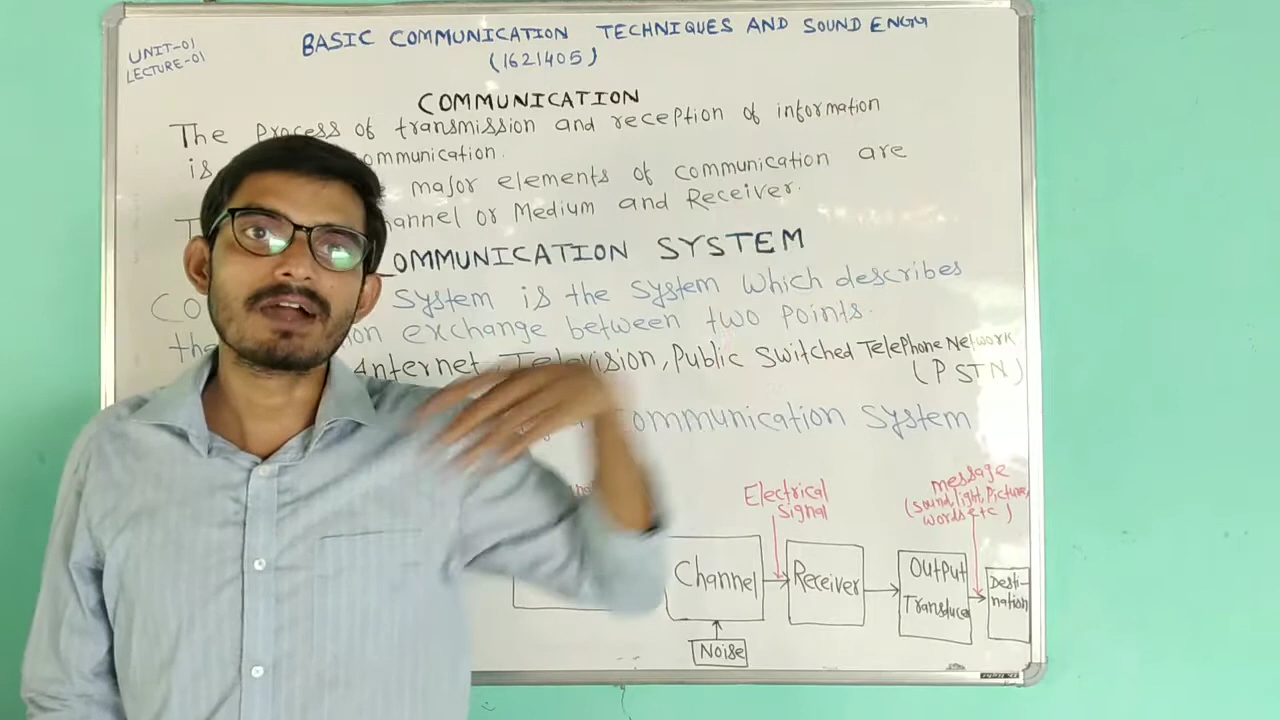 UNIT-01
LECTURE-01
BASIC COMMUNICATION TECHNIQUES AND SOUND ENGG
(1621405)
COMMUNICATION
The process of transmission and reception of information
is communication.
major elements of communication are
Channel or Medium and Receiver.
COMMUNICATION SYSTEM
System is the system which describes
the exchange between two points.
Internet, Television, Public Switched Telephone Network
(PSTN)
Communication System
Electrical
Signal
message
(sound, light, Picture,
words etc)
Channel
Receiver
Output
Transducer
Desti-
nation
Noise